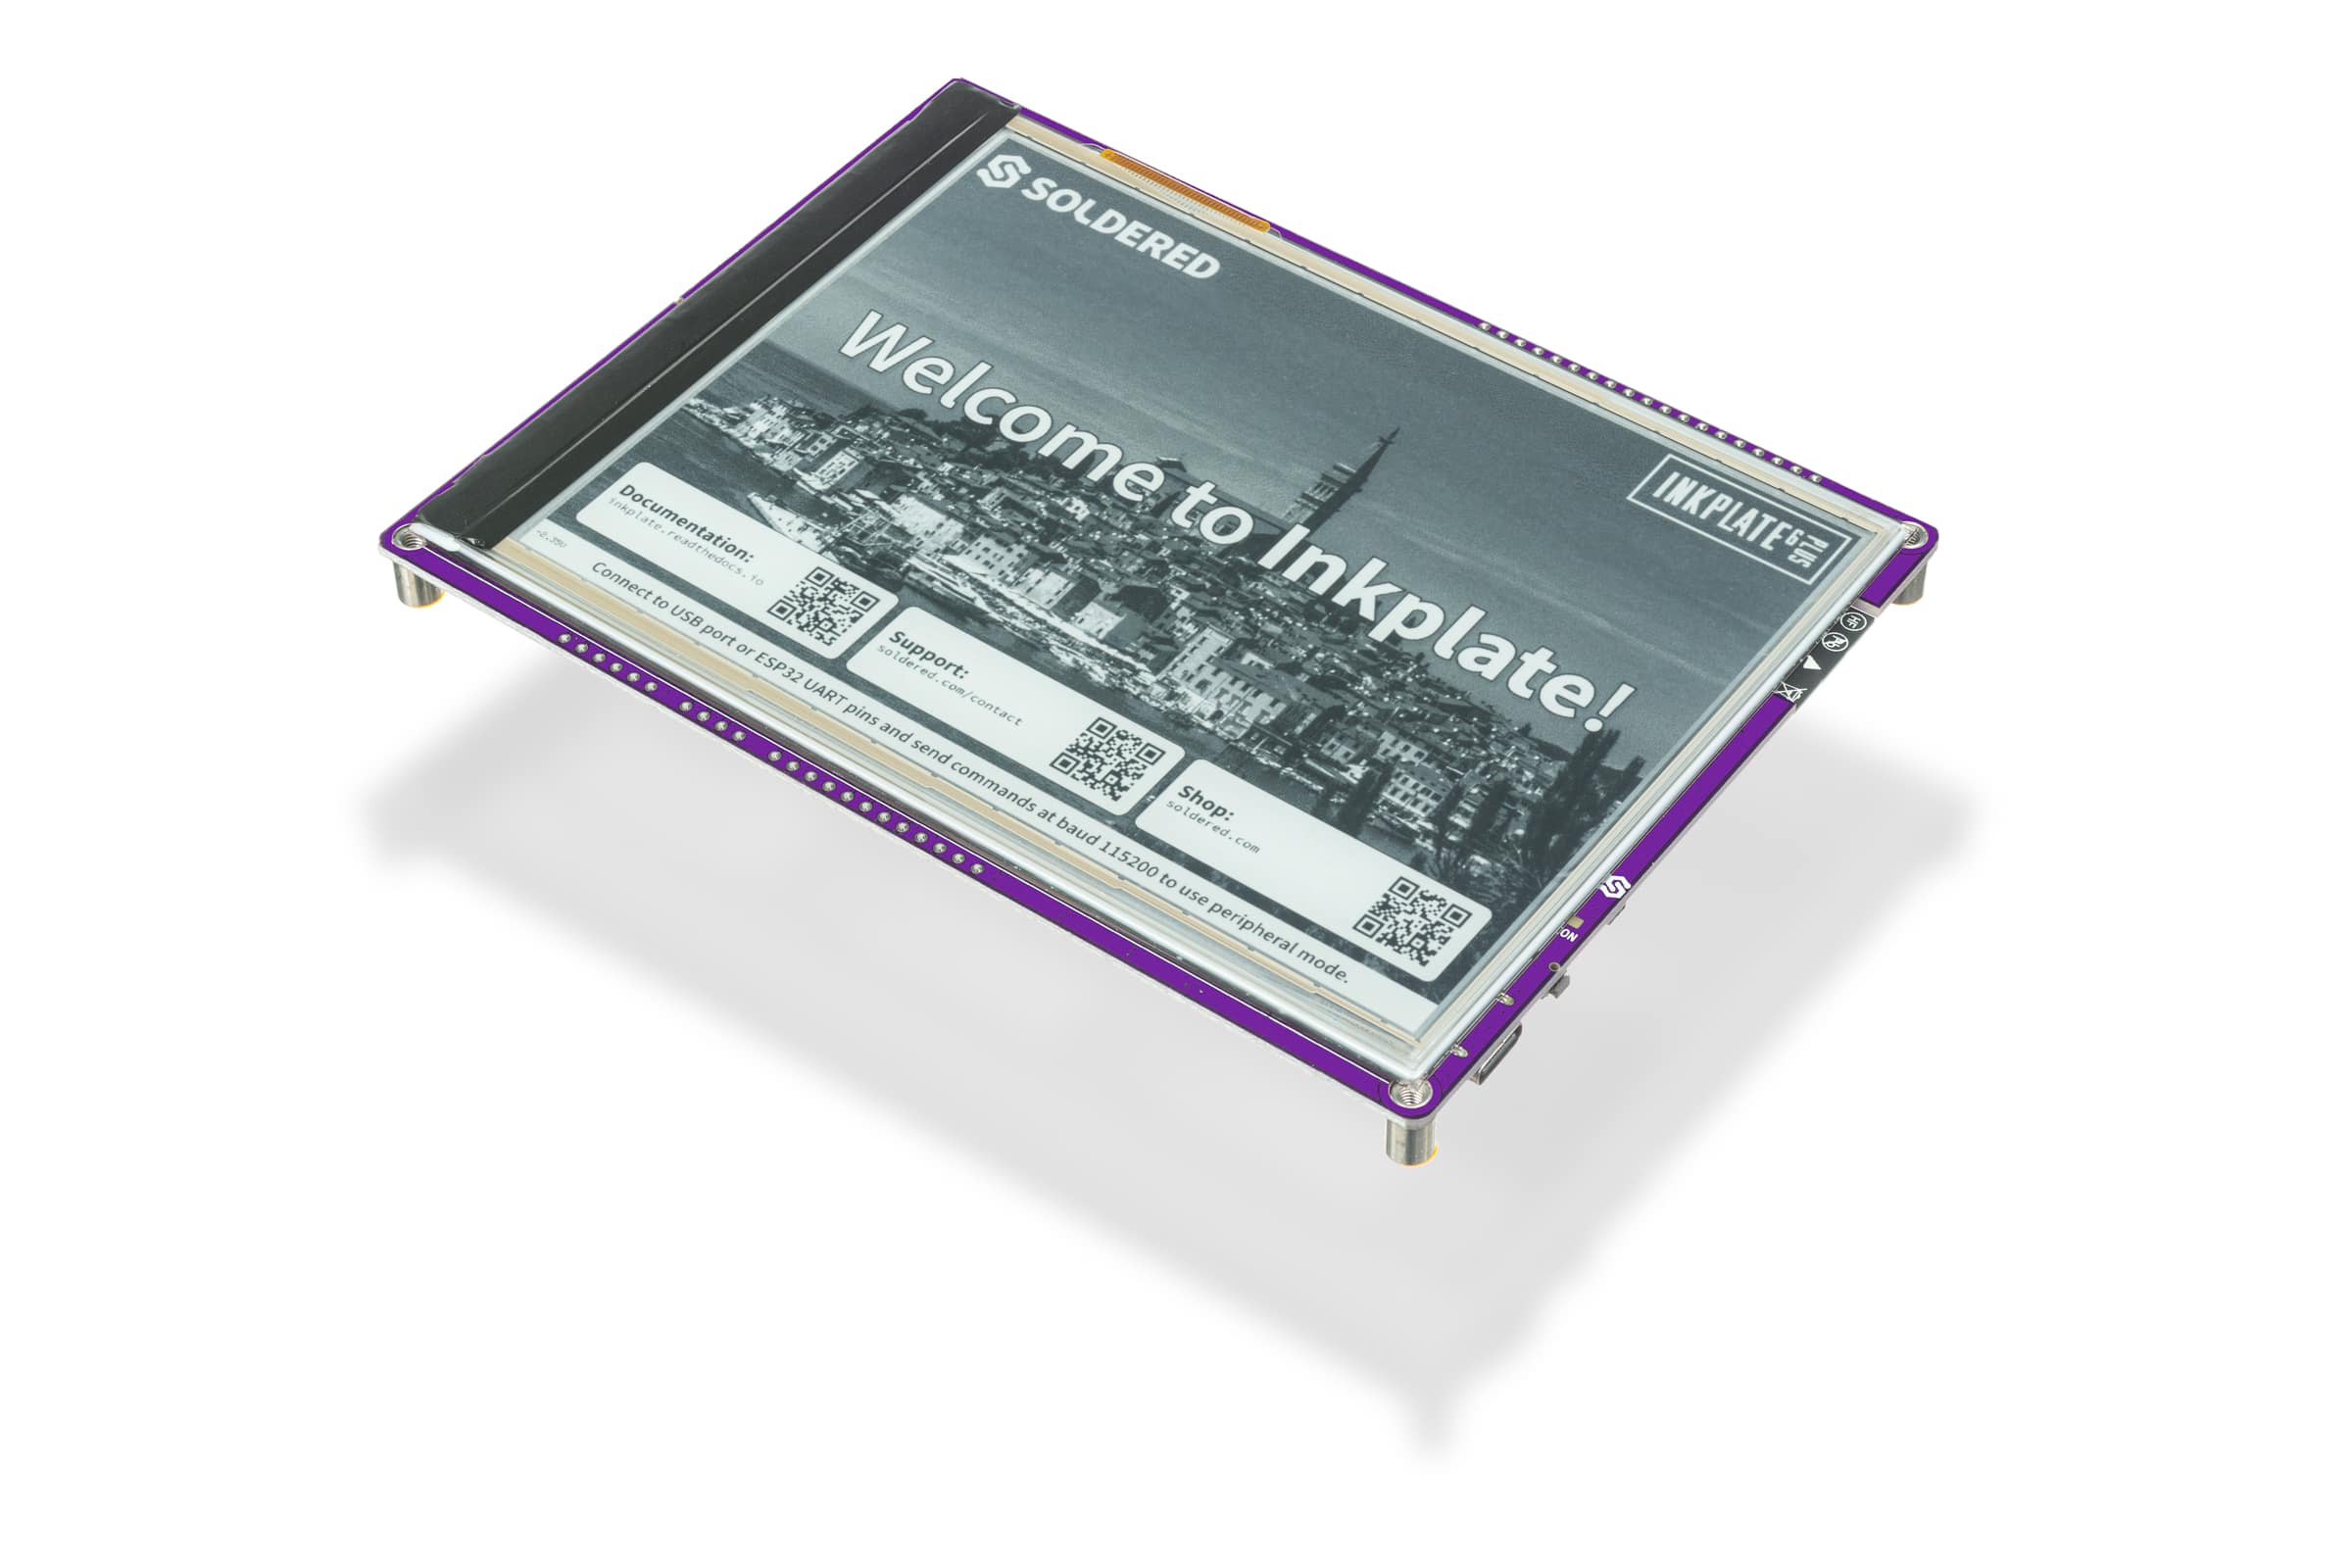 SOLDERED
Welcome to Inkplate!
INKPLATE 6 PLUS
Documentation:
inkplate.readthedocs.io
Support:
soldered.com/contact
Shop:
soldered.com
Connect to USB port or ESP32 UART pins and send commands at baud 115200 to use peripheral mode.
ON